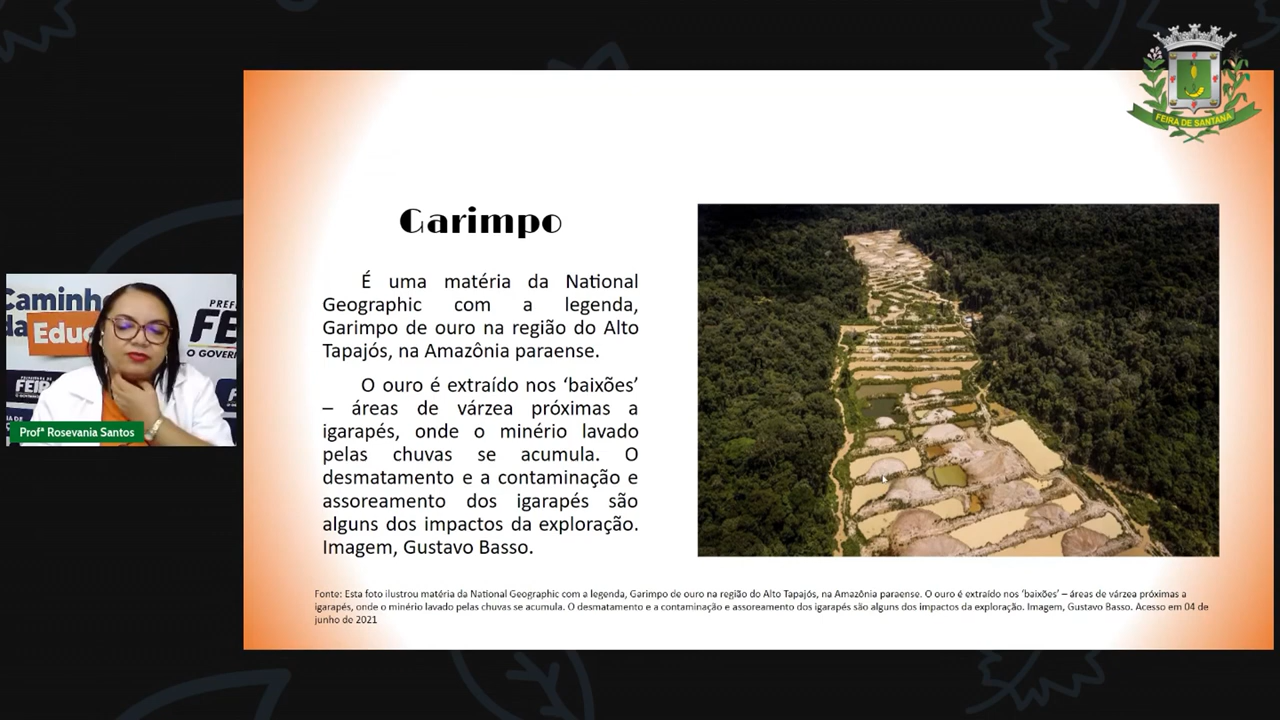 FEIRA DE SANTANA
Garimpo
É uma matéria da National
Geographic com a legenda,
Garimpo de ouro na região do Alto
Tapajós, na Amazônia paraense.
O ouro é extraído nos ‘baixões’
– áreas de várzea próximas a
igarapés, onde o minério lavado
pelas chuvas se acumula. O
desmatamento e a contaminação e
assoreamento dos igarapés são
alguns dos impactos da exploração.
Imagem, Gustavo Basso.
Caminh
da
Educ
PREF
FE
O GOVER
FEIR
Profª Rosevania Santos
Fonte: Esta foto ilustrou matéria da National Geographic com a legenda, Garimpo de ouro na região do Alto Tapajós, na Amazônia paraense. O ouro é extraído nos ‘baixões’ – áreas de várzea próximas a
igarapés, onde o minério lavado pelas chuvas se acumula. O desmatamento e a contaminação e assoreamento dos igarapés são alguns dos impactos da exploração. Imagem, Gustavo Basso. Acesso em 04 de
junho de 2021